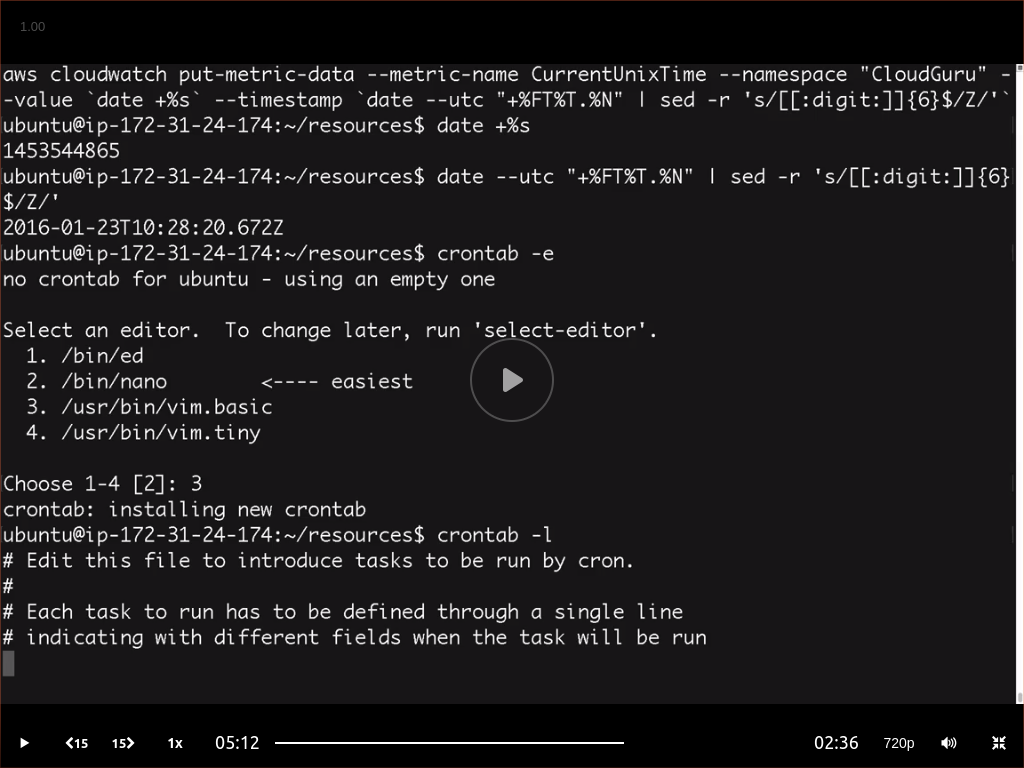 1.00
aws cloudwatch put-metric-data --metric-name CurrentUnixTime --namespace "CloudGuru" -
-value `date +%s` --timestamp `date --utc "+%FT%T.%N" | sed -r 's/[[:digit:]]{6}$/Z/'`
ubuntu@ip-172-31-24-174:~/resources$ date +%s
1453544865
ubuntu@ip-172-31-24-174:~/resources$ date --utc "+%FT%T.%N" | sed -r 's/[[:digit:]]{6}
$/Z/'
2016-01-23T10:28:20.672Z
ubuntu@ip-172-31-24-174:~/resources$ crontab -e
no crontab for ubuntu - using an empty one
Select an editor.  To change later, run 'select-editor'.
  1. /bin/ed
  2. /bin/nano        <---- easiest
  3. /usr/bin/vim.basic
  4. /usr/bin/vim.tiny
Choose 1-4 [2]: 3
crontab: installing new crontab
ubuntu@ip-172-31-24-174:~/resources$ crontab -l
# Edit this file to introduce tasks to be run by cron.
#
# Each task to run has to be defined through a single line
# indicating with different fields when the task will be run
15 15 1x 05:12 02:36 720p